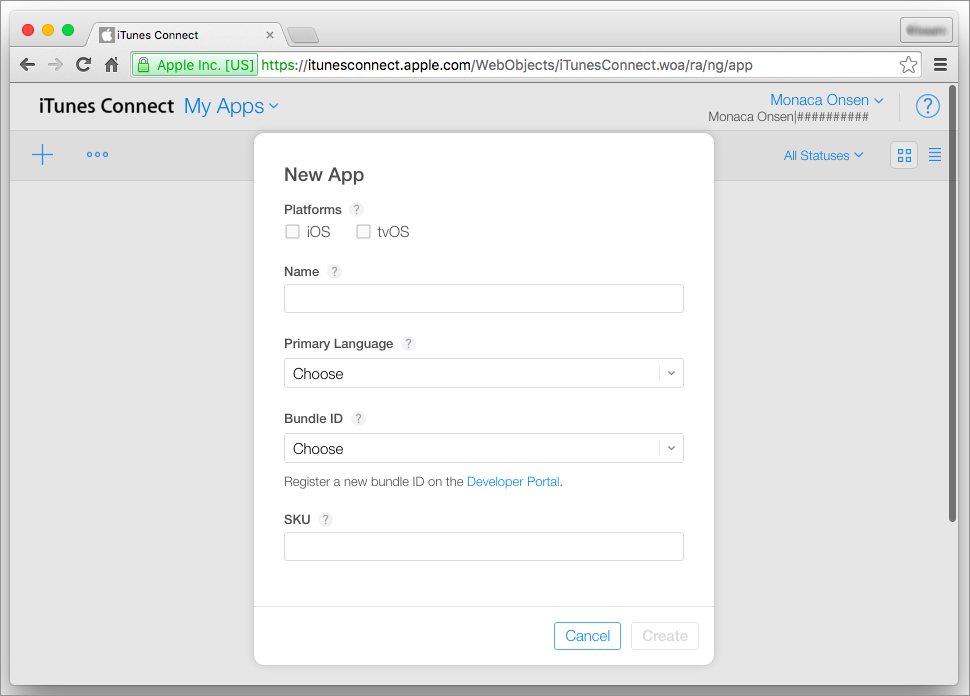 iTunes Connect
Apple Inc. [US] https://itunesconnect.apple.com/WebObjects/iTunesConnect.woa/ra/ng/app
iTunes Connect My Apps
Monaca Onsen
Monaca Onsen|##########
?
All Statuses
New App
Platforms ?
iOS tvOS
Name ?
Primary Language ?
Choose
Bundle ID ?
Choose
Register a new bundle ID on the Developer Portal.
SKU ?
Cancel Create